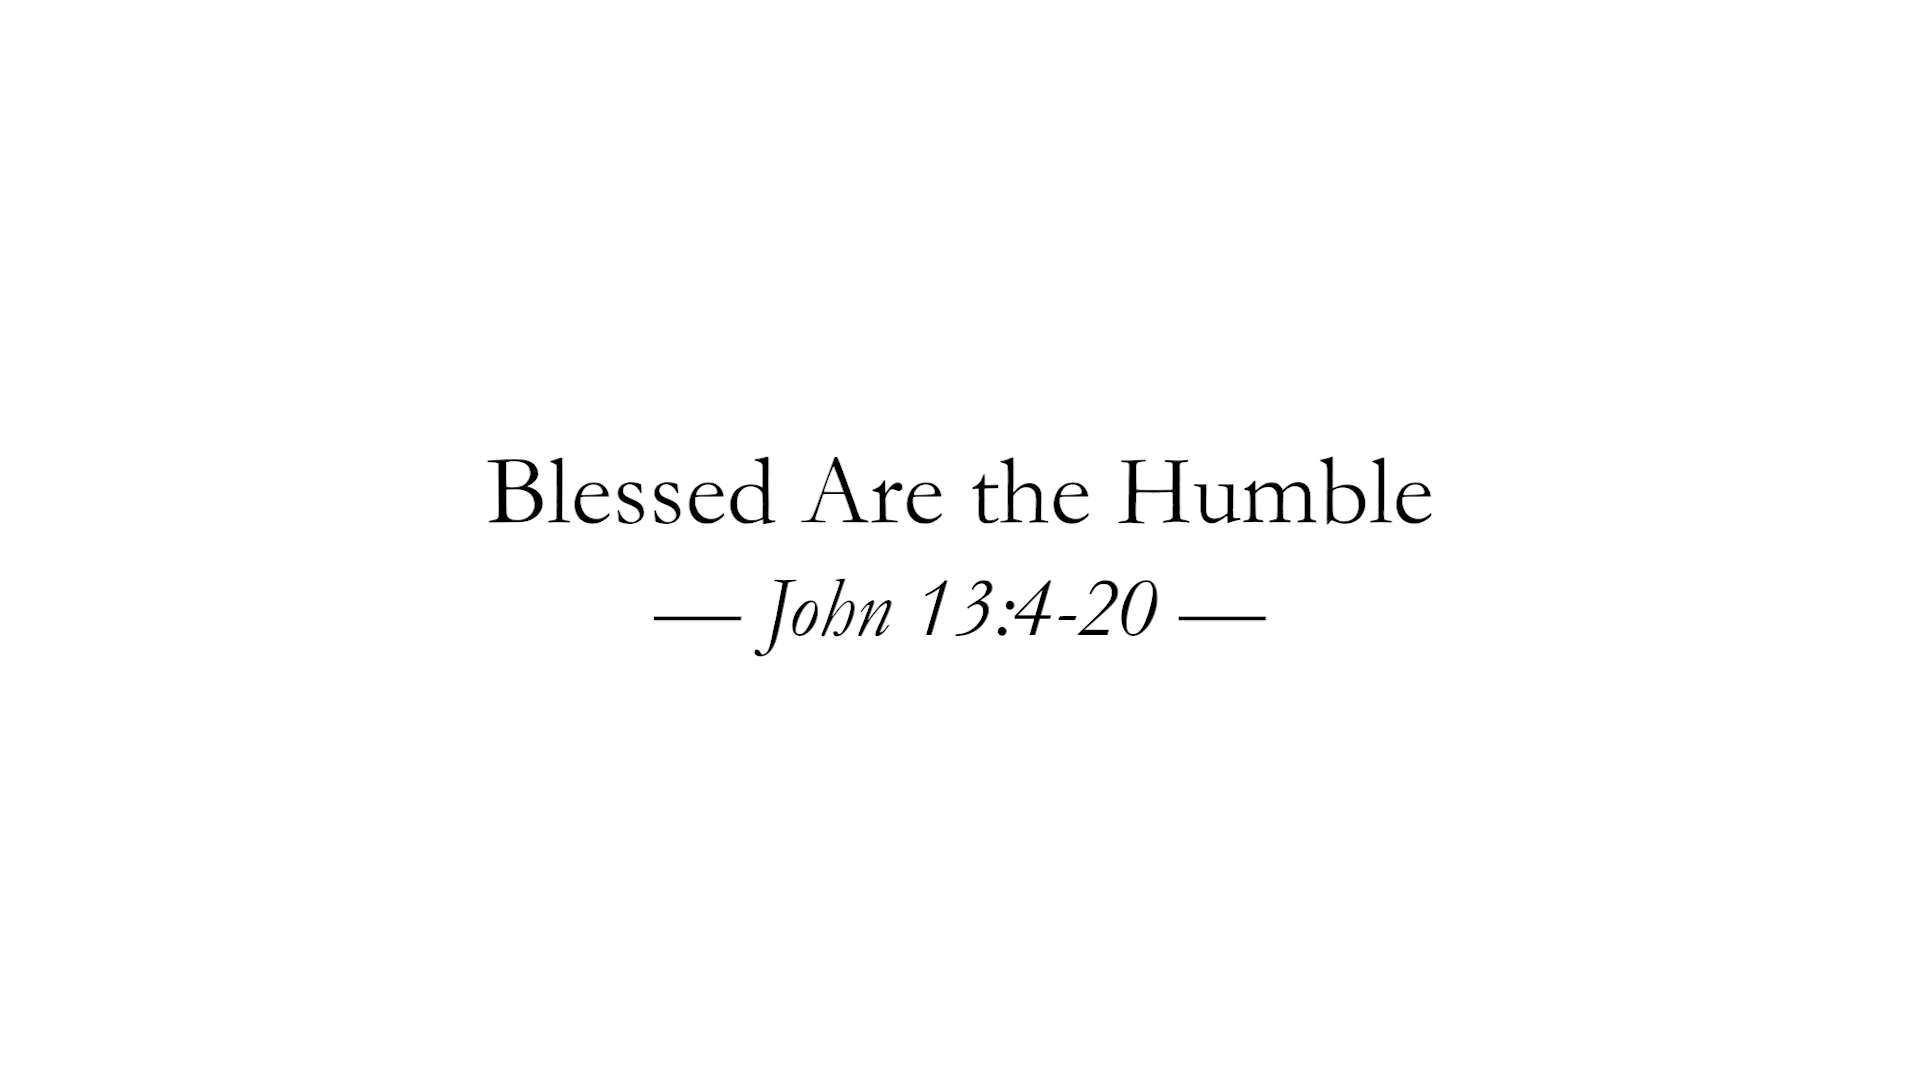 Blessed Are the Humble
— John 13:4-20 —